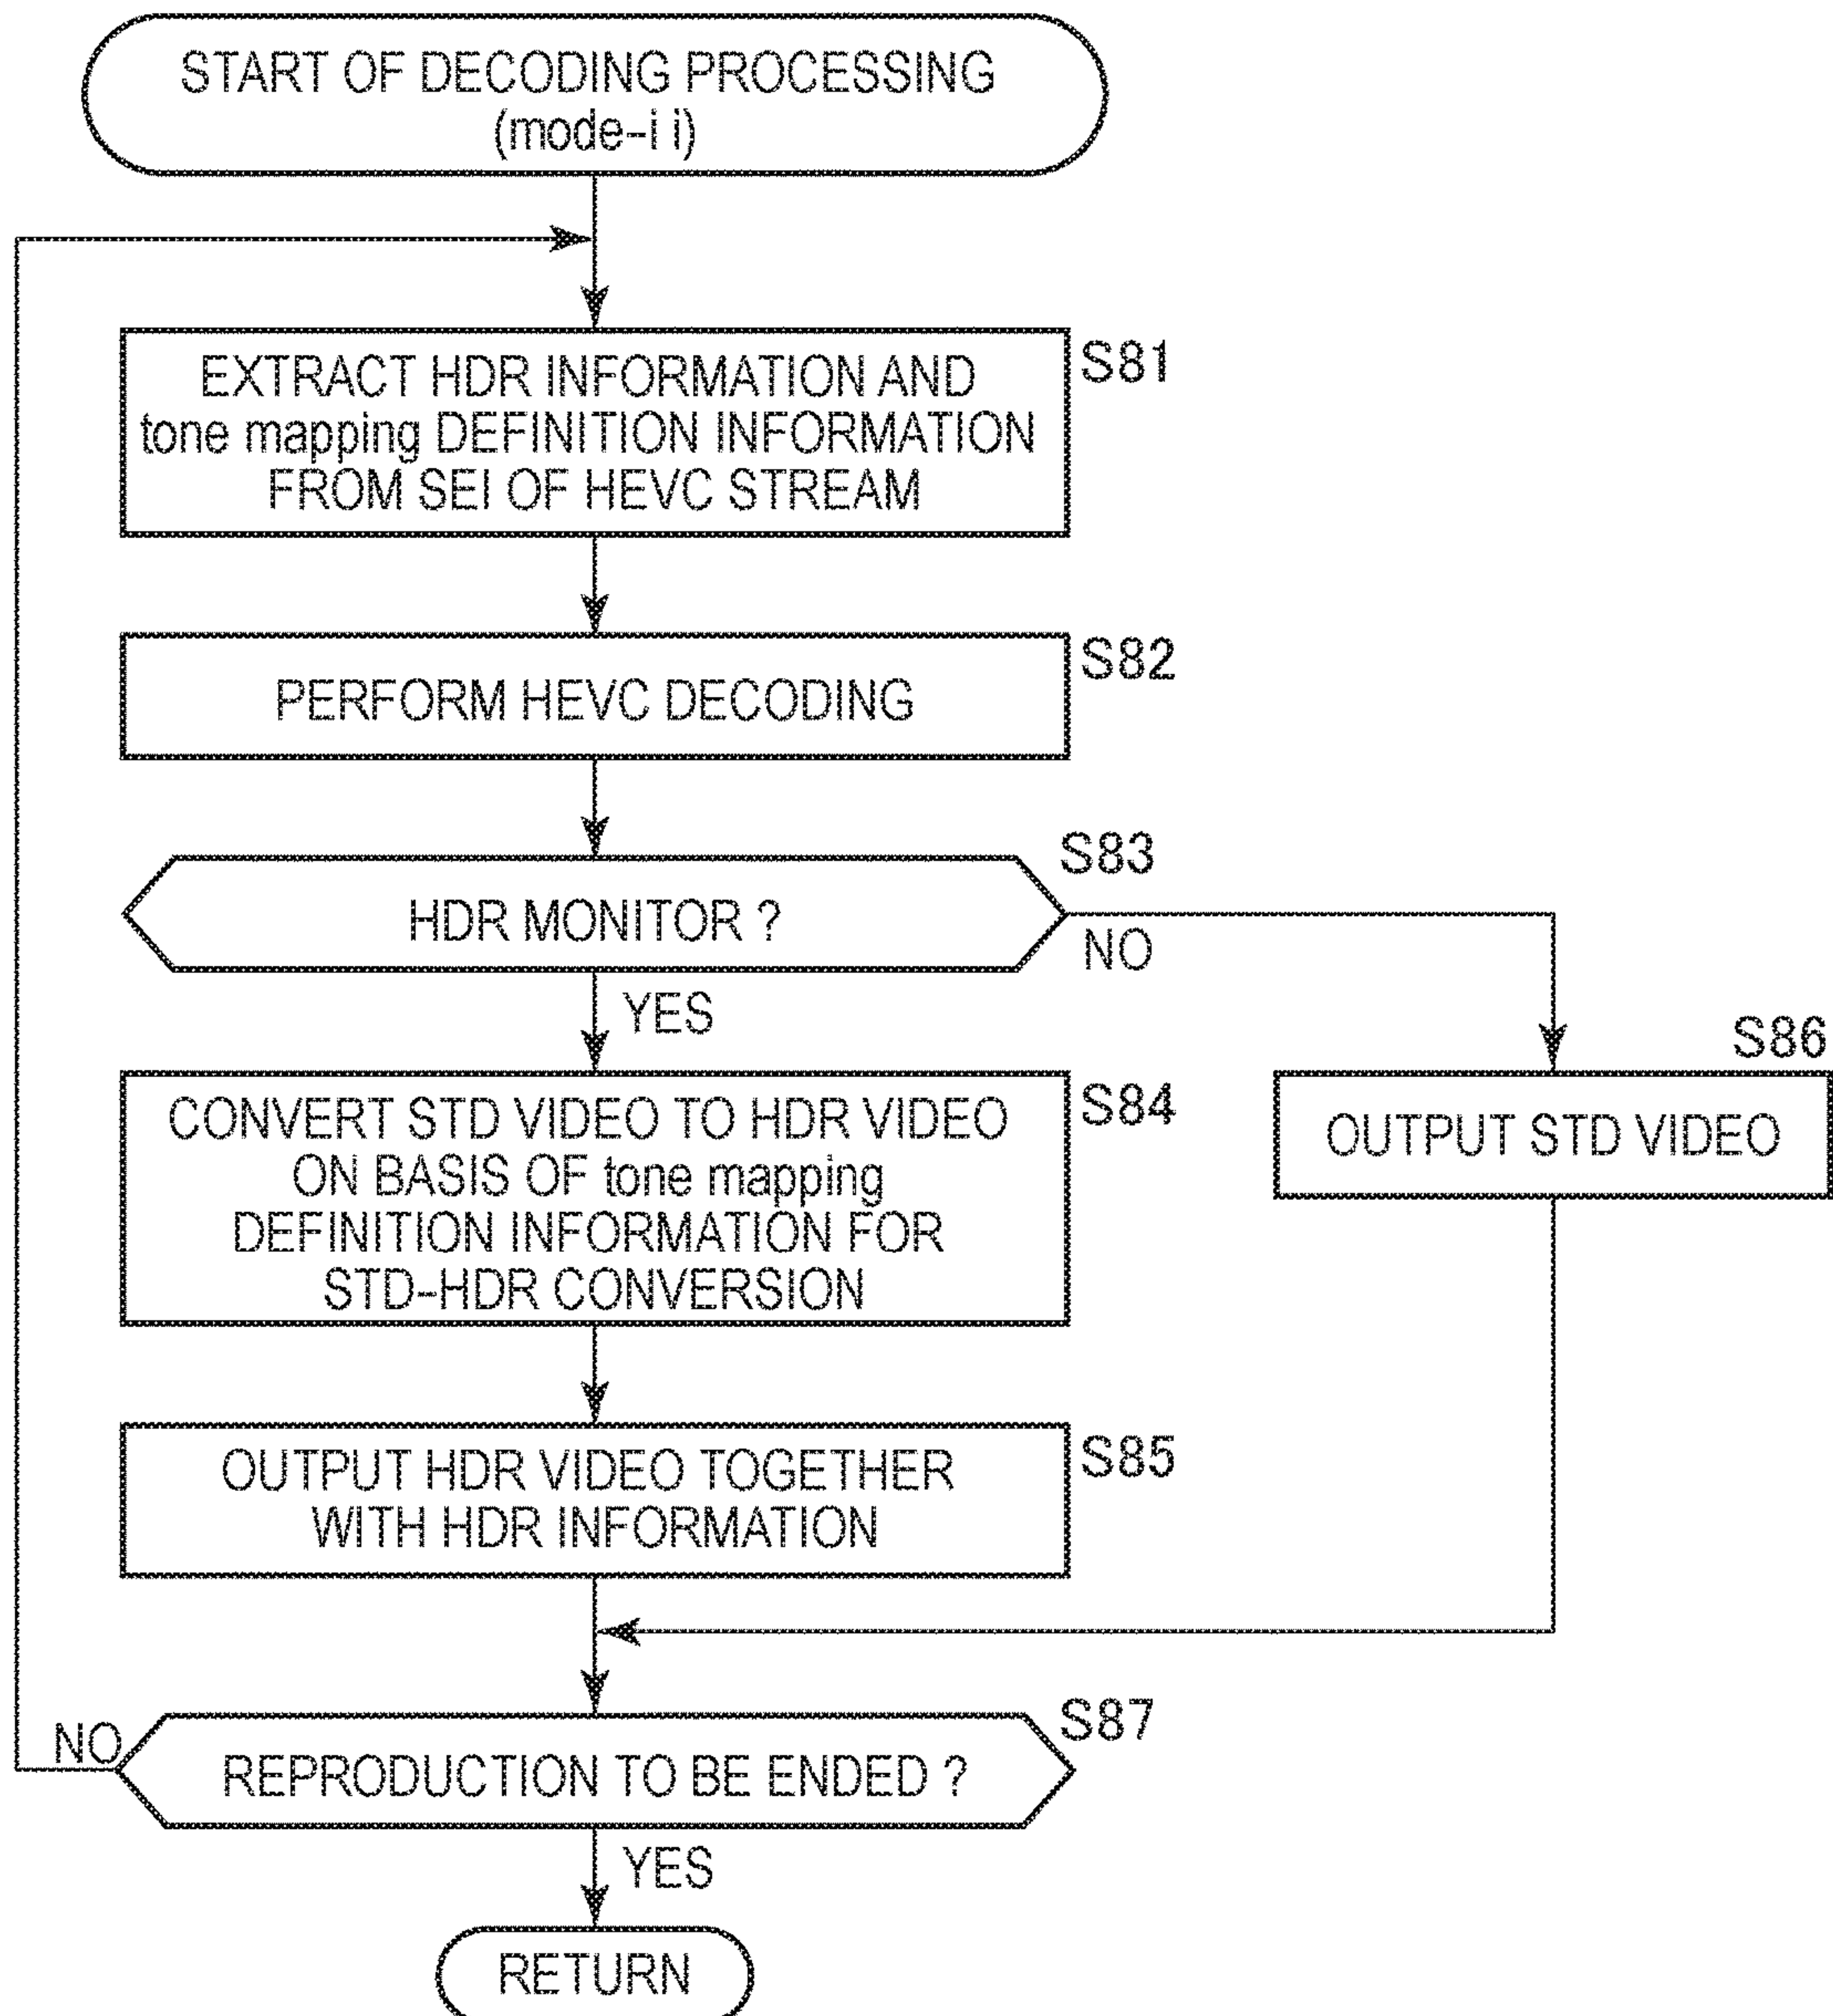 START OF DECODING PROCESSING
(mode-i i)
EXTRACT HDR INFORMATION AND
tone mapping DEFINITION INFORMATION
FROM SEI OF HEVC STREAM
S81
PERFORM HEVC DECODING
S82
HDR MONITOR ?
S83
NO
YES
CONVERT STD VIDEO TO HDR VIDEO
ON BASIS OF tone mapping
DEFINITION INFORMATION FOR
STD-HDR CONVERSION
S84
S86
OUTPUT STD VIDEO
OUTPUT HDR VIDEO TOGETHER
WITH HDR INFORMATION
S85
NO
REPRODUCTION TO BE ENDED ?
S87
YES
RETURN